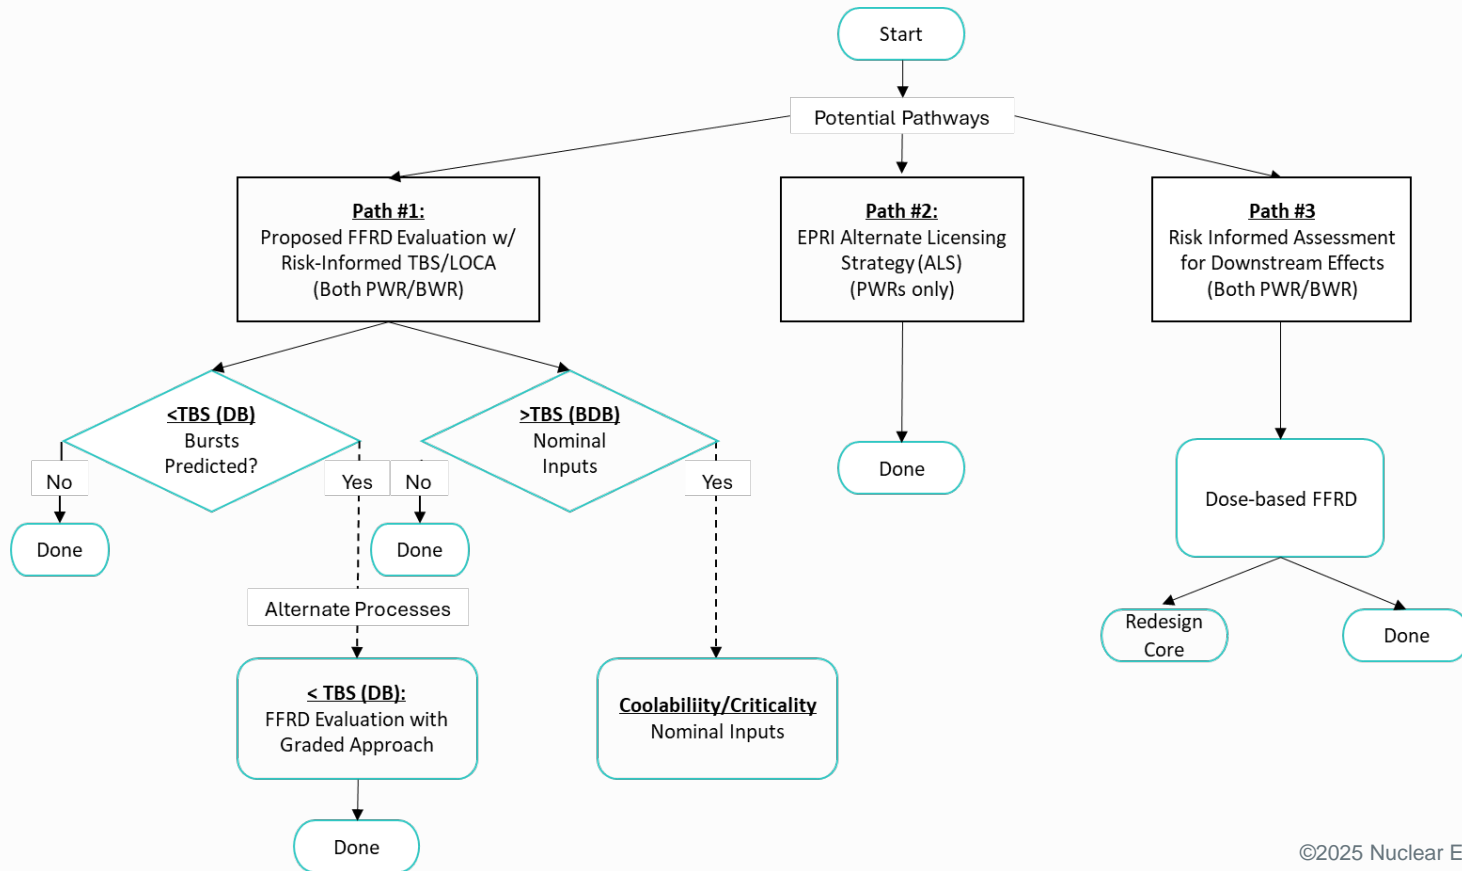 Start
Potential Pathways
Path #1:
Proposed FFRD Evaluation w/
Risk-Informed TBS/LOCA
(Both PWR/BWR)
Path #2:
EPRI Alternate Licensing
Strategy (ALS)
(PWRs only)
Path #3
Risk Informed Assessment
for Downstream Effects
(Both PWR/BWR)
<TBS (DB)
Bursts
Predicted?
>TBS (BDB)
Nominal
Inputs
No
Yes
No
Yes
Done
Done
Done
Dose-based FFRD
Alternate Processes
Redesign
Core
Done
< TBS (DB):
FFRD Evaluation with
Graded Approach
Coolabiliity/Criticality
Nominal Inputs
Done
©2025 Nuclear E